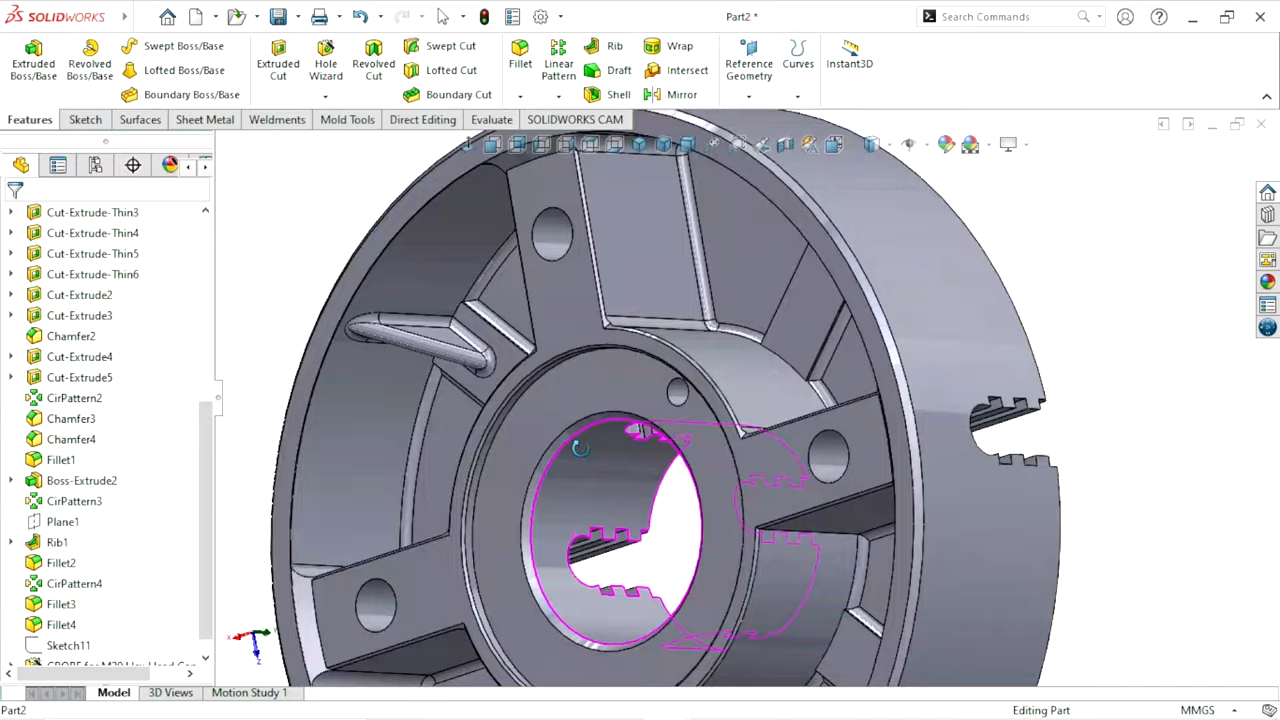 SOLIDWORKS
Part2 *
Search Commands
Extruded Boss/Base
Revolved Boss/Base
Swept Boss/Base
Lofted Boss/Base
Boundary Boss/Base
Extruded Cut
Hole Wizard
Revolved Cut
Swept Cut
Lofted Cut
Boundary Cut
Fillet
Linear Pattern
Rib
Draft
Shell
Wrap
Intersect
Mirror
Reference Geometry
Curves
Instant3D
Features
Sketch
Surfaces
Sheet Metal
Weldments
Mold Tools
Direct Editing
Evaluate
SOLIDWORKS CAM
Cut-Extrude-Thin3
Cut-Extrude-Thin4
Cut-Extrude-Thin5
Cut-Extrude-Thin6
Cut-Extrude2
Cut-Extrude3
Chamfer2
Cut-Extrude4
Cut-Extrude5
CirPattern2
Chamfer3
Chamfer4
Fillet1
Boss-Extrude2
CirPattern3
Plane1
Rib1
Fillet2
CirPattern4
Fillet3
Fillet4
Sketch11
Model
3D Views
Motion Study 1
Part2
Editing Part
MMGS